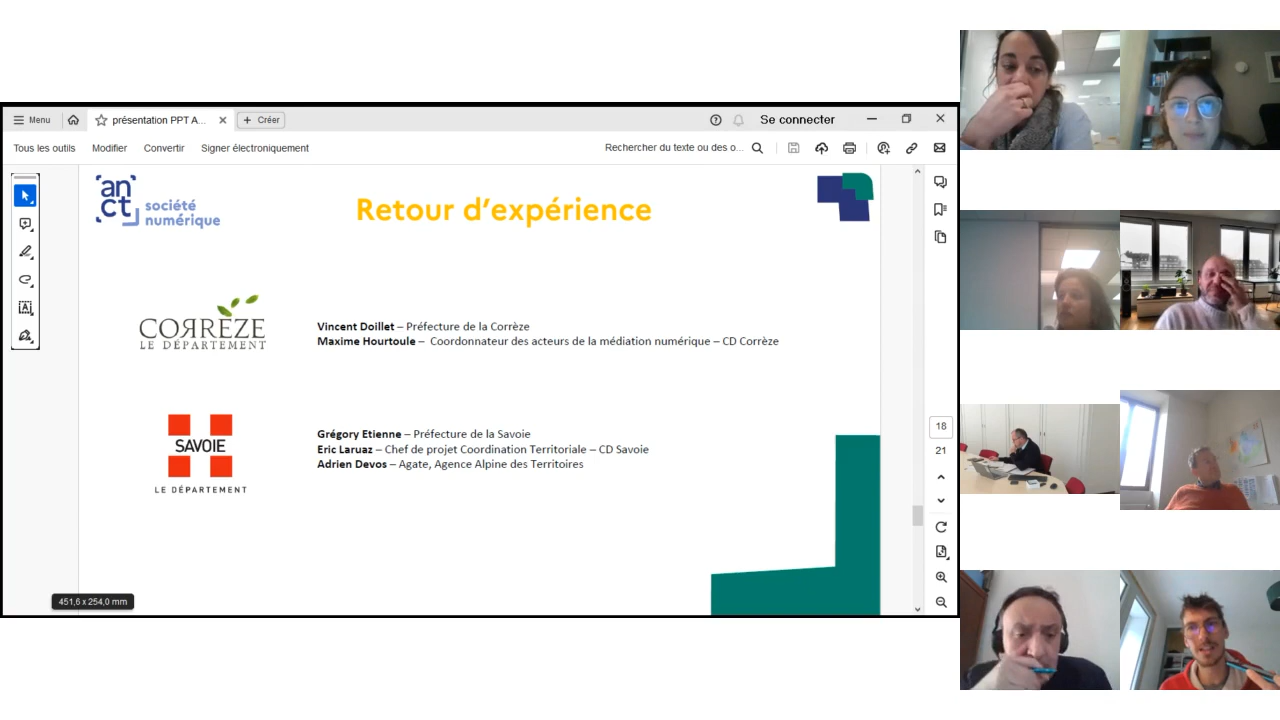 Menu
présentation PPT A...
Créer
Se connecter
Tous les outils
Modifier
Convertir
Signer électroniquement
Rechercher du texte ou des o...
anct
société
numérique
Retour d'expérience
CORRÈZE
LE DÉPARTEMENT
Vincent Doillet – Préfecture de la Corrèze
Maxime Hourtoule – Coordonnateur des acteurs de la médiation numérique – CD Corrèze
SAVOIE
LE DÉPARTEMENT
Grégory Etienne – Préfecture de la Savoie
Eric Laruaz – Chef de projet Coordination Territoriale – CD Savoie
Adrien Devos – Agate, Agence Alpine des Territoires
18
21
451,6 x 254,0 mm